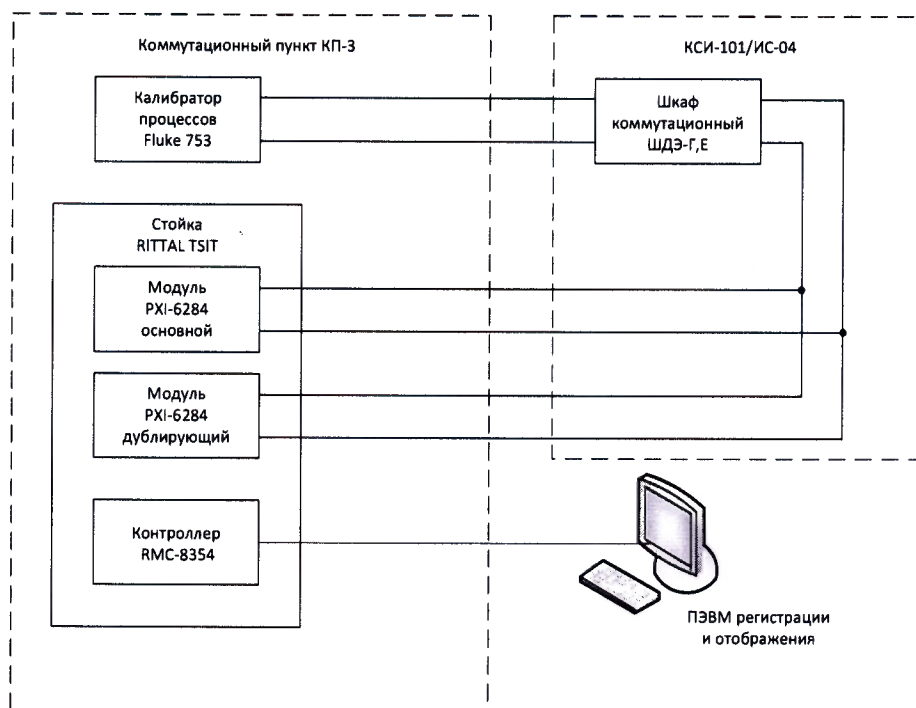 Коммутационный пункт КП-3
КСИ-101/ИС-04
Калибратор
процессов
Fluke 753
Шкаф
коммутационный
ШДЭ-Г,Е
Стойка
RITTAL TSIT
Модуль
PXI-6284
основной
Модуль
PXI-6284
дублирующий
Контроллер
RMC-8354
ПЭВМ регистрации
и отображения